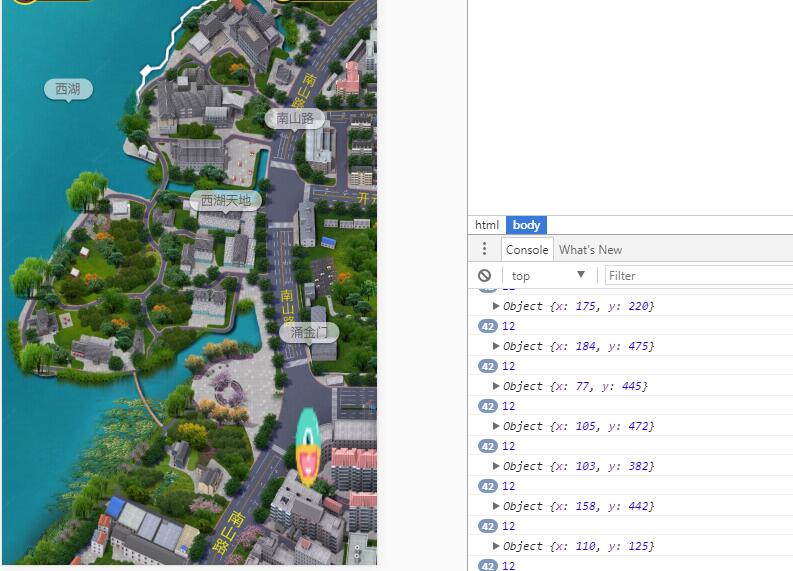 西湖
南山路
南山路
西湖天地
开
南山路
涌金门
南山路
html body
Console What's New
top Filter
12
Object {x: 175, y: 220}
42 12
Object {x: 184, y: 475}
42 12
Object {x: 77, y: 445}
42 12
Object {x: 105, y: 472}
42 12
Object {x: 103, y: 382}
42 12
Object {x: 158, y: 442}
42 12
Object {x: 110, y: 125}
42 12